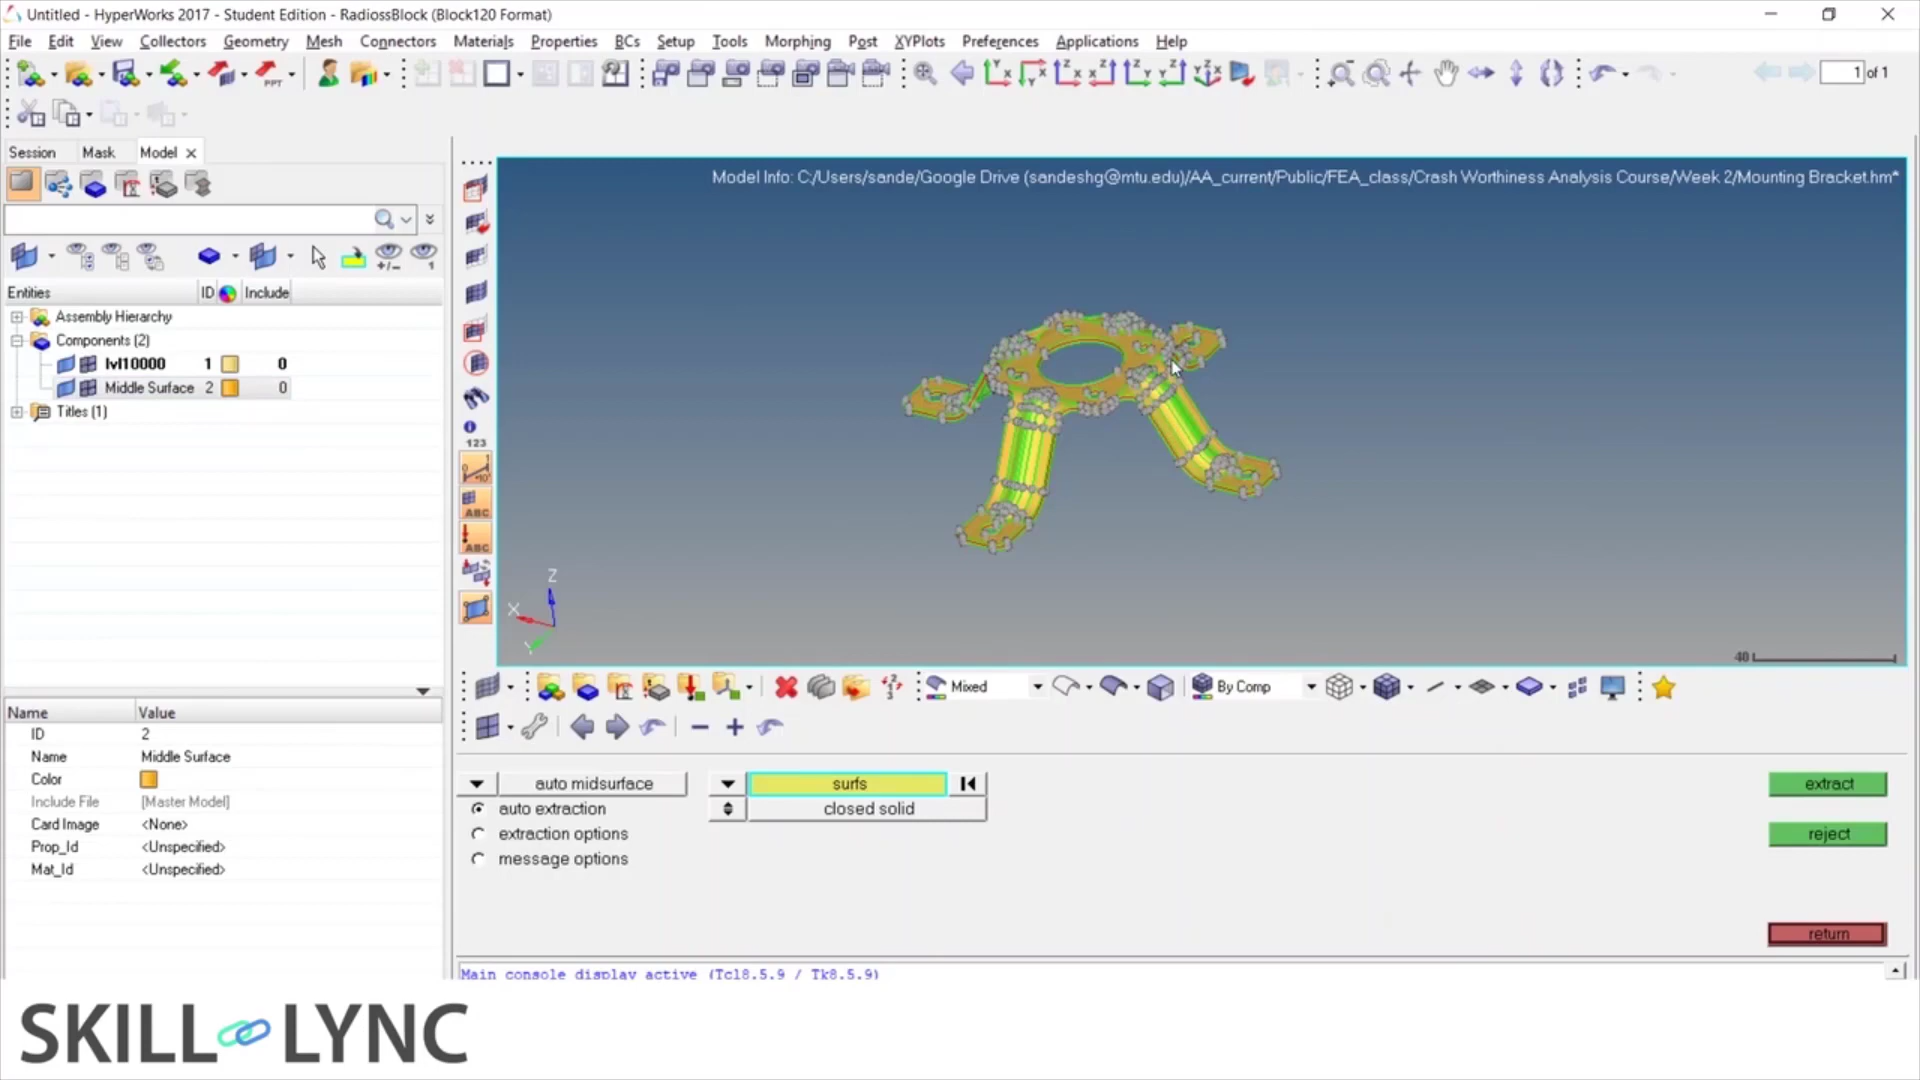 Untitled - HyperWorks 2017 - Student Edition - RadiossBlock (Block120 Format)
File Edit View Collectors Geometry Mesh Connectors Materials Properties BCs Setup Tools Morphing Post XYPlots Preferences Applications Help
1 of 1
Session Mask Model
Model Info: C:/Users/sande/Google Drive (sandeshg@mtu.edu)/AA_current/Public/FEA_class/Crash Worthiness Analysis Course/Week 2/Mounting Bracket.hm*
Entities ID Include
Assembly Hierarchy
Components (2)
lvl10000 1 0
Middle Surface 2 0
Titles (1)
123
ABC
ABC
Z
X
Y
40
Mixed By Comp
Name Value
ID 2
Name Middle Surface
Color
Include File [Master Model]
Card Image <None>
Prop_Id <Unspecified>
Mat_Id <Unspecified>
auto midsurface surfs extract
auto extraction closed solid
extraction options reject
message options
return
Main console display active (Tcl8.5.9 / Tk8.5.9)
SKILL LYNC